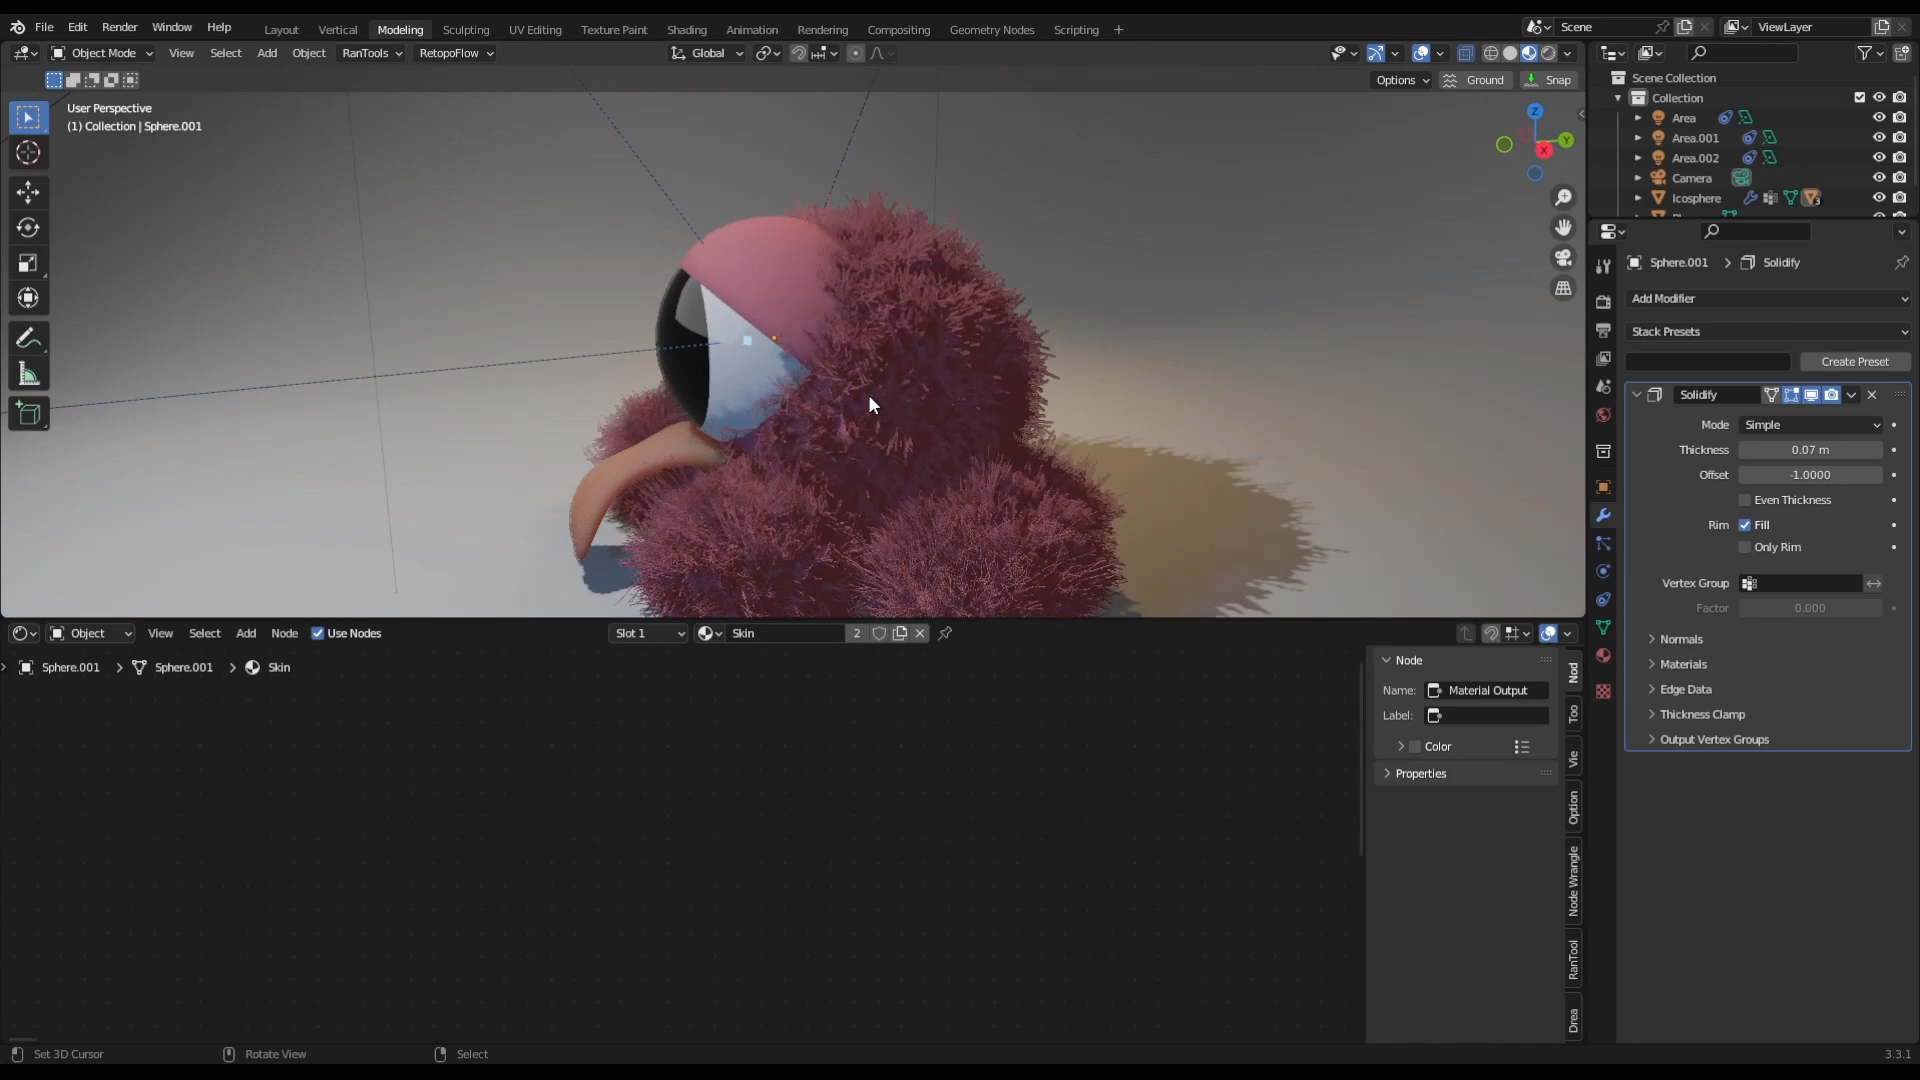 File Edit Render Window Help Layout Vertical Modeling Sculpting UV Editing Texture Paint Shading Animation Rendering Compositing Geometry Nodes Scripting + Scene ViewLayer
Object Mode View Select Add Object RanTools RetopoFlow Global
Options Ground Snap
User Perspective
(1) Collection | Sphere.001
Z
Y
X
Scene Collection
Collection
Area
Area.001
Area.002
Camera
Icosphere 3
Sphere.001 > Solidify
Add Modifier
Stack Presets
Create Preset
Solidify
Mode Simple
Thickness 0.07 m
Offset -1.0000
Even Thickness
Rim Fill
Only Rim
Vertex Group
Factor 0.000
Normals
Materials
Edge Data
Thickness Clamp
Output Vertex Groups
Object View Select Add Node Use Nodes Slot 1 Skin 2
Sphere.001 > Sphere.001 > Skin
Node
Name: Material Output
Label:
Color
Properties
Nod
Too
Vie
Option
Node Wrangle
RanTool
Drea
Set 3D Cursor Rotate View Select 3.3.1